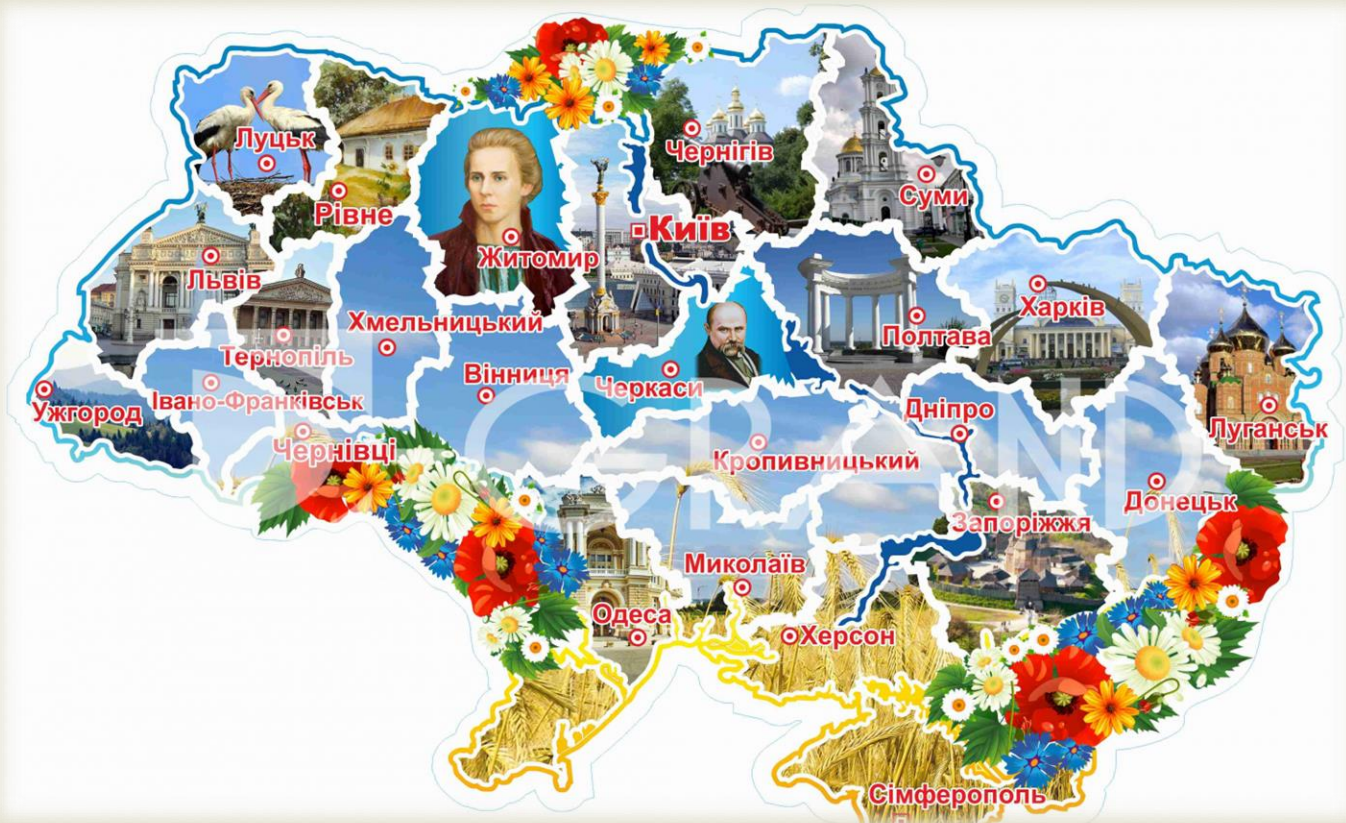 Луцьк
Рівне
Чернігів
Суми
Київ
Житомир
Львів
Харків
Хмельницький
Полтава
Тернопіль
Вінниця
Черкаси
Івано-Франківськ
Ужгород
Дніпро
Луганськ
Чернівці
Кропивницький
Донецьк
Запоріжжя
Миколаїв
Одеса
Херсон
Сімферополь
GRAND